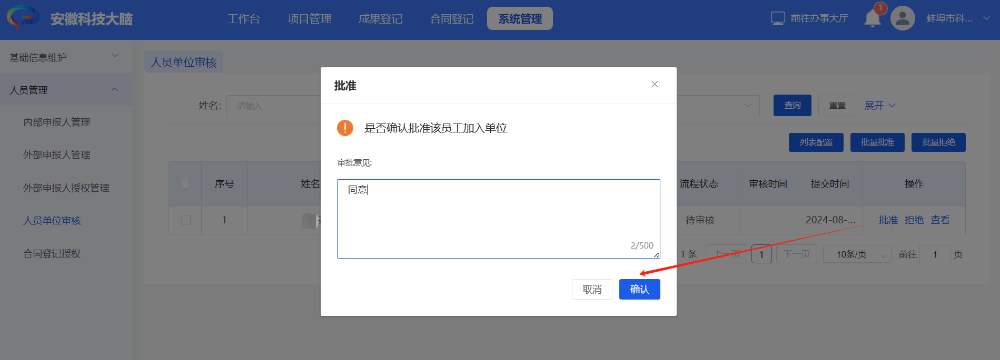 安徽科技大脑
工作台 项目管理 成果登记 合同登记 系统管理
前往办事大厅 1 蚌埠市科...
基础信息维护
人员管理
内部申报人管理
外部申报人管理
外部申报人授权管理
人员单位审核
合同登记授权
人员单位审核
姓名: 请输入
查询 重置 展开
列表配置 批量批准 批量拒绝
序号 姓名 流程状态 审核时间 提交时间 操作
1 待审核 2024-08-... 批准 拒绝 查看
1 条 上一页 1 下一页 10条/页 前往 1 页
批准
是否确认批准该员工加入单位
审批意见:
同意
2/500
取消 确认